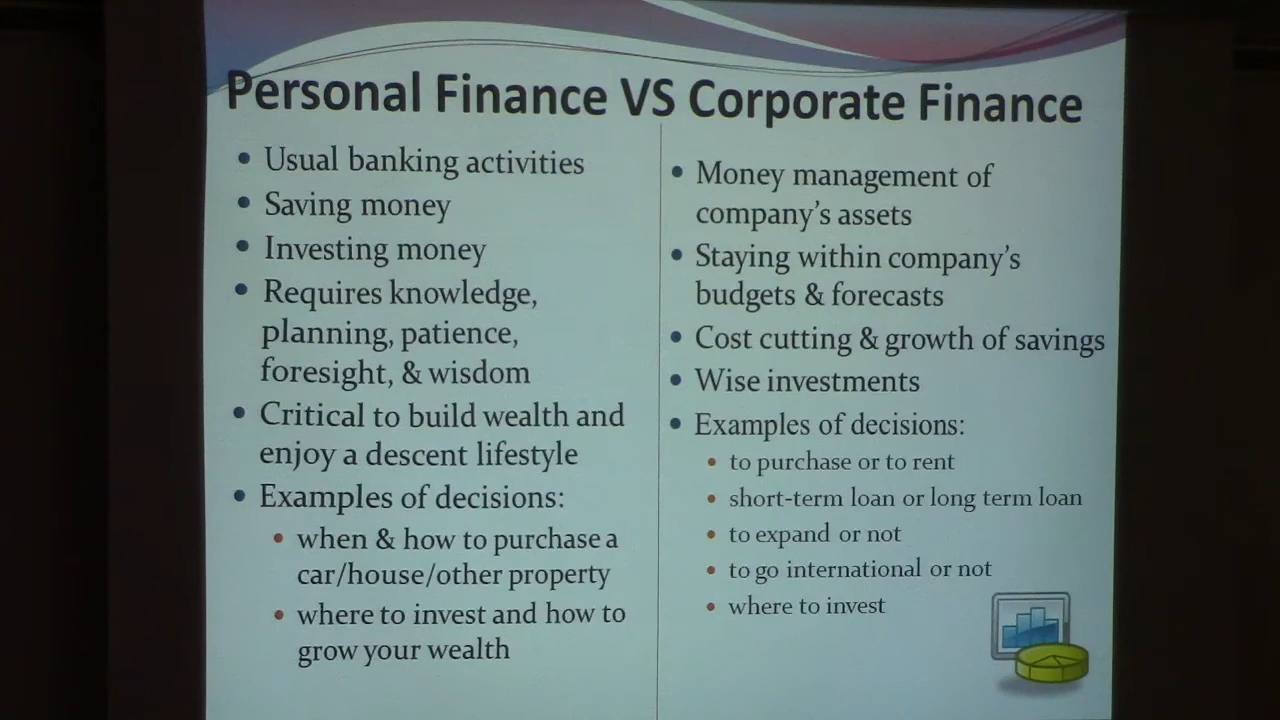 Personal Finance VS Corporate Finance
• Usual banking activities
• Saving money
• Investing money
• Requires knowledge,
planning, patience,
foresight, & wisdom
• Critical to build wealth and
enjoy a descent lifestyle
• Examples of decisions:
• when & how to purchase a
car/house/other property
• where to invest and how to
grow your wealth
• Money management of
company's assets
• Staying within company's
budgets & forecasts
• Cost cutting & growth of savings
• Wise investments
• Examples of decisions:
• to purchase or to rent
• short-term loan or long term loan
• to expand or not
• to go international or not
• where to invest